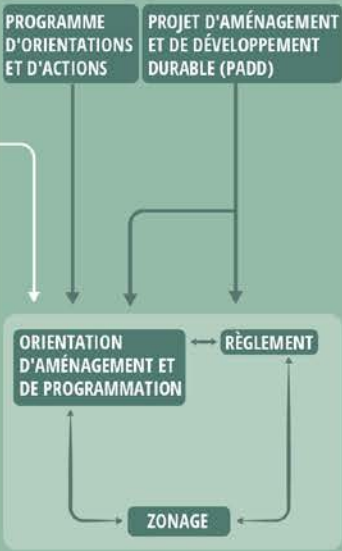 PROGRAMME
D'ORIENTATIONS
ET D'ACTIONS
PROJET D'AMÉNAGEMENT
ET DE DÉVELOPPEMENT
DURABLE (PADD)
ORIENTATION
D'AMÉNAGEMENT ET
DE PROGRAMMATION
RÈGLEMENT
ZONAGE